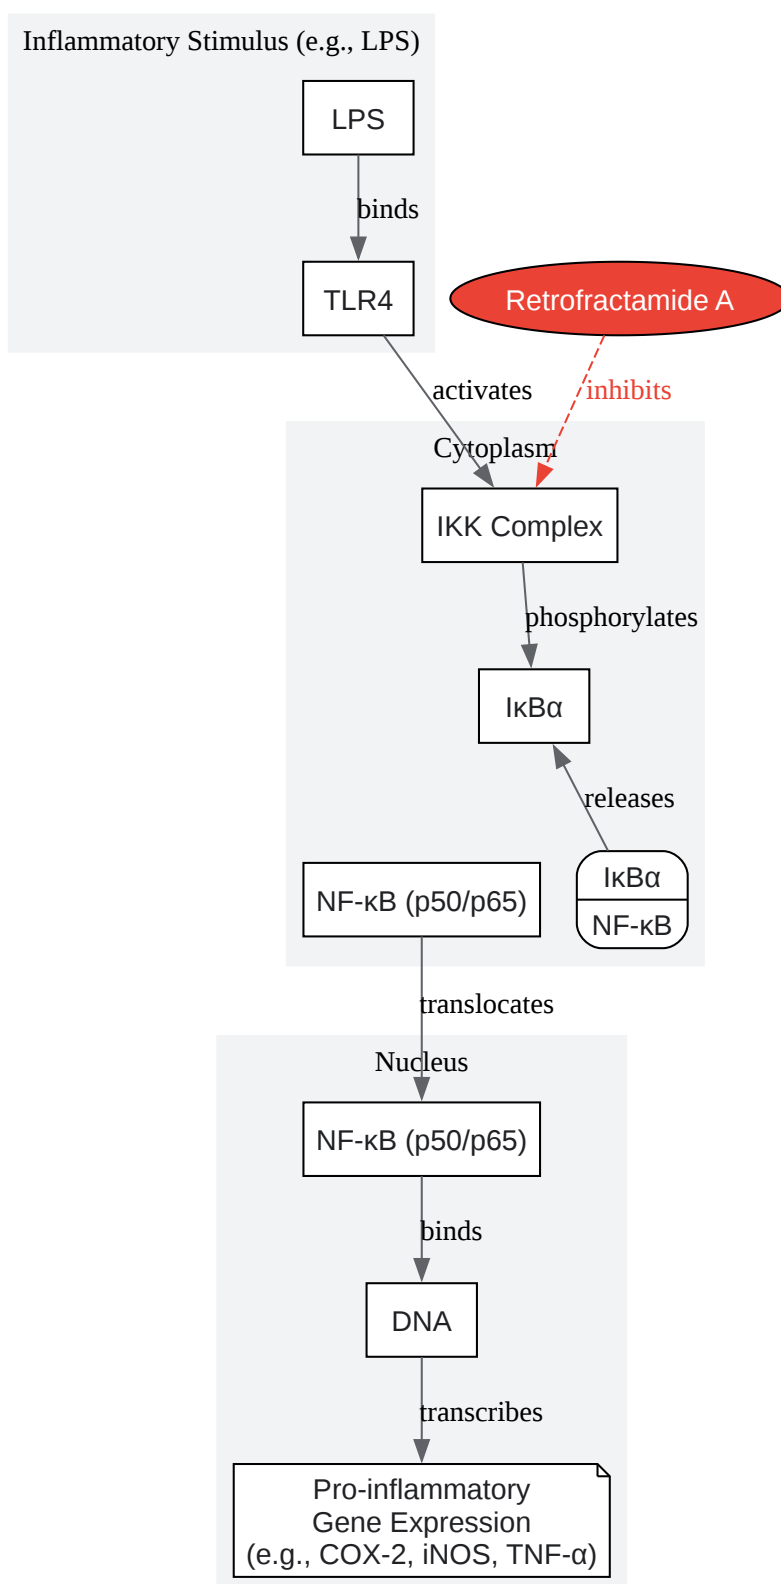 Inflammatory Stimulus (e.g., LPS)
LPS
binds
TLR4
Retrofractamide A
activates
inhibits
Cytoplasm
IKK Complex
phosphorylates
IκBα
releases
NF-κB (p50/p65)
IκBα
NF-κB
translocates
Nucleus
NF-κB (p50/p65)
binds
DNA
transcribes
Pro-inflammatory
Gene Expression
(e.g., COX-2, iNOS, TNF-α)